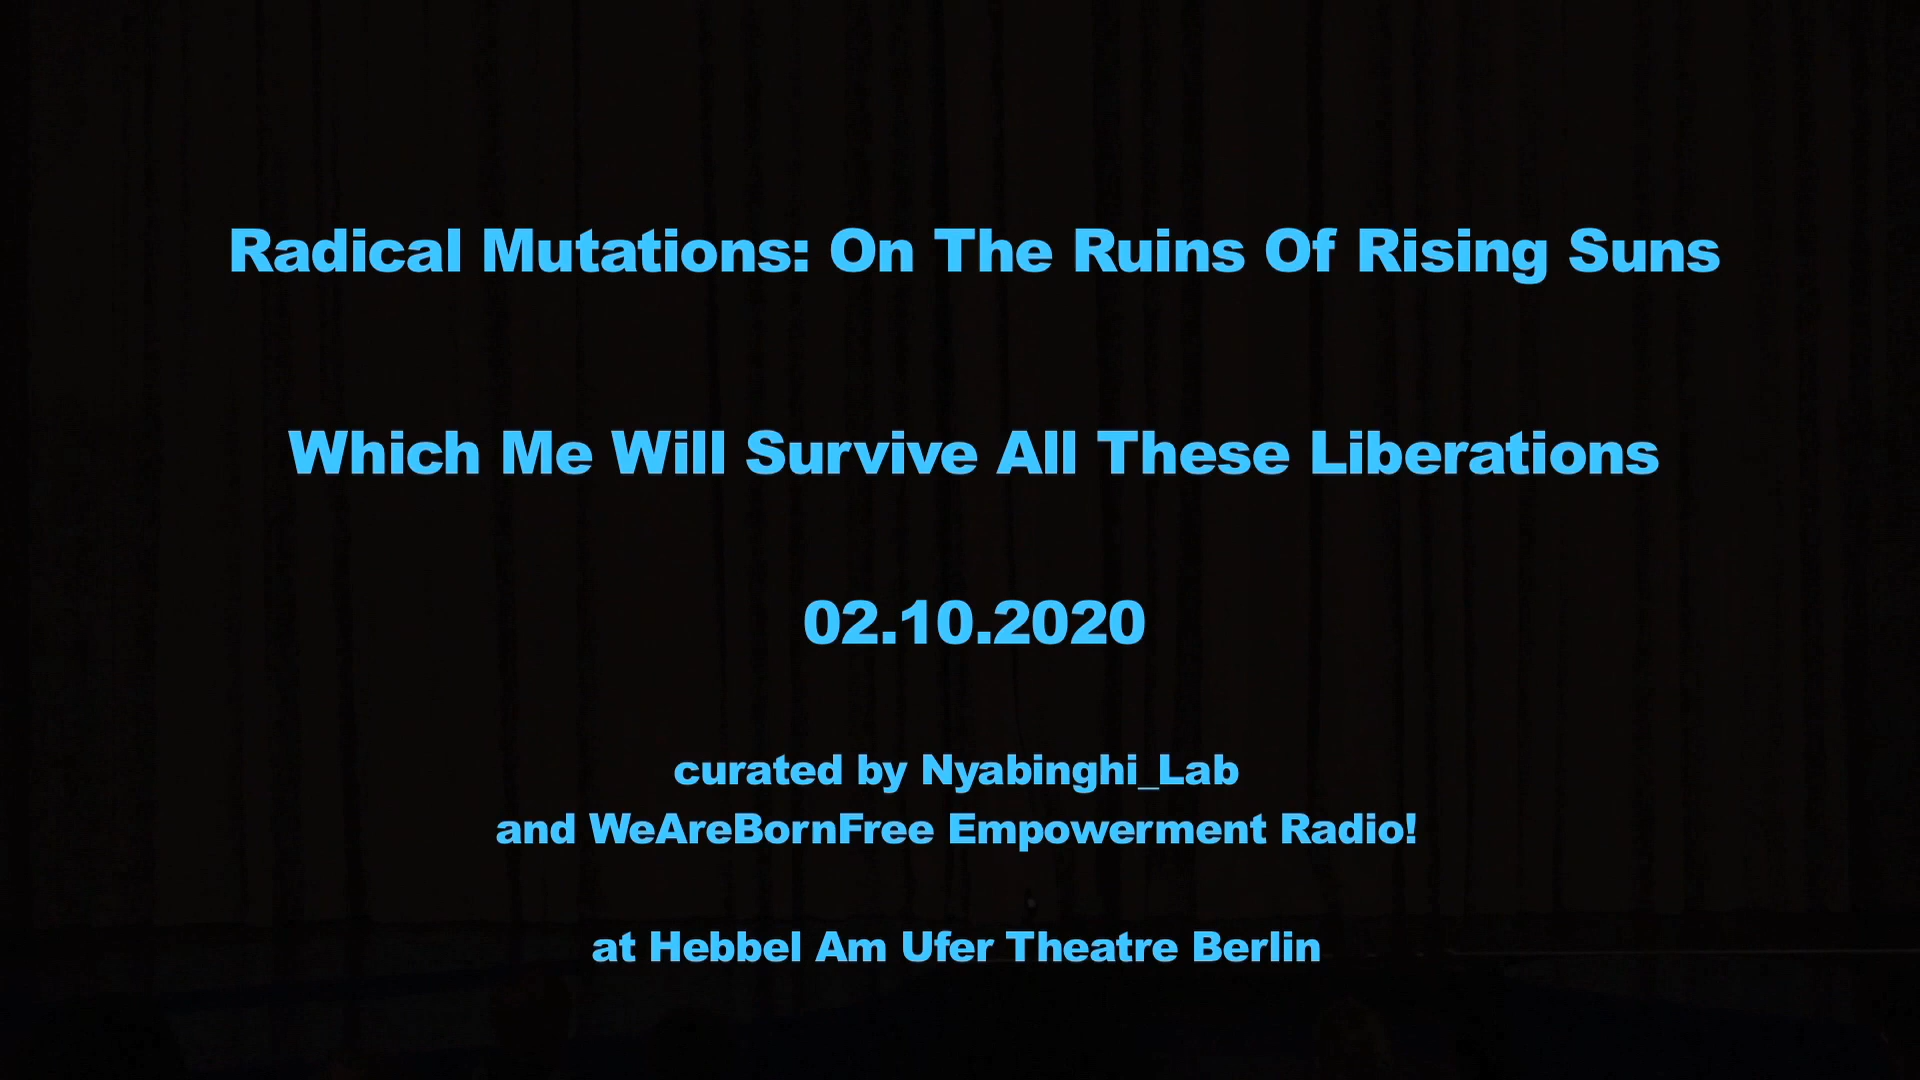 Radical Mutations: On The Ruins Of Rising Suns
Which Me Will Survive All These Liberations
02.10.2020
curated by Nyabinghi_Lab
and WeAreBornFree Empowerment Radio!
at Hebbel Am Ufer Theatre Berlin